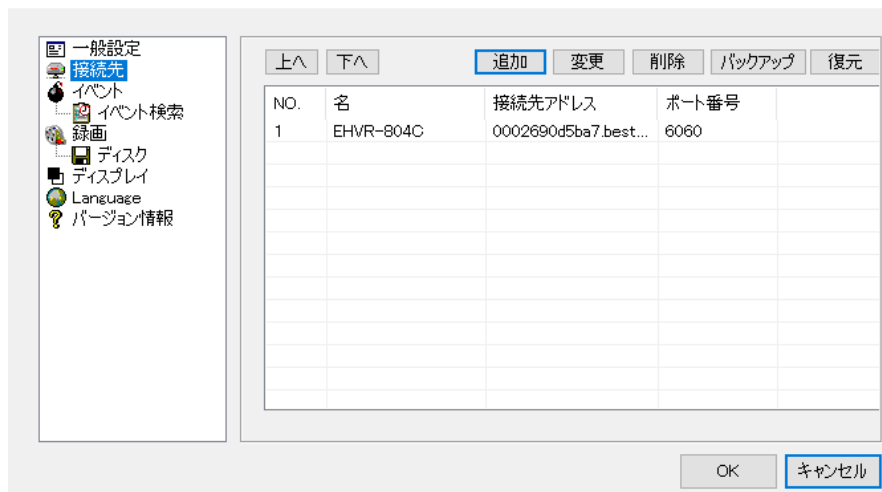 一般設定
接続先
イベント
イベント検索
録画
ディスク
ディスプレイ
Language
バージョン情報
上へ 下へ 追加 変更 削除 バックアップ 復元
NO. 名 接続先アドレス ポート番号
1 EHVR-804C 0002690d5ba7.best... 6060
OK キャンセル